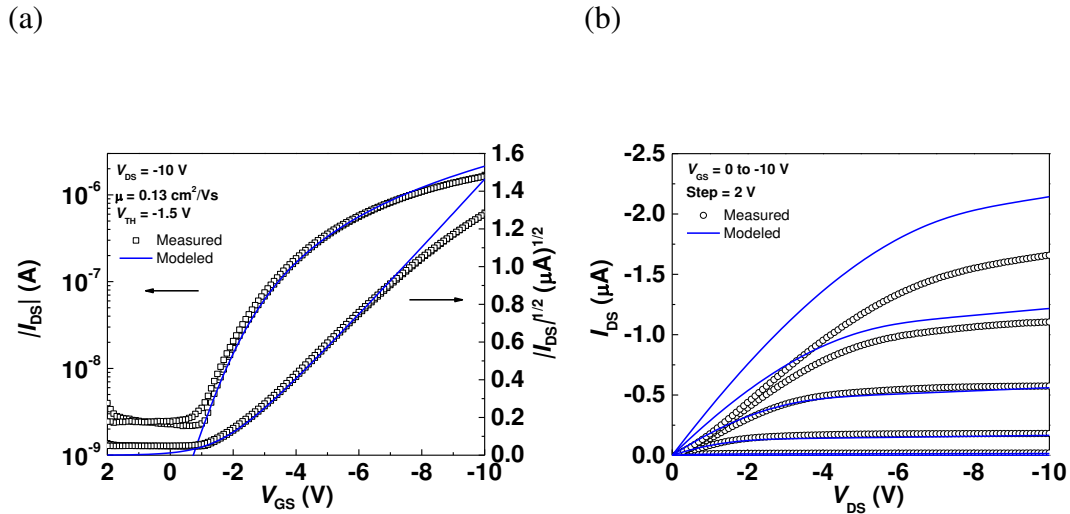 (a)
(b)
V_DS = -10 V
μ = 0.13 cm²/Vs
V_TH = -1.5 V
Measured
Modeled
|I_DS| (A)
10⁻⁶
10⁻⁷
10⁻⁸
10⁻⁹
1.6
1.4
1.2
1.0
0.8
0.6
0.4
0.2
0.0
|I_DS|^1/2 (μA)^1/2
2 0 -2 -4 -6 -8 -10
V_GS (V)
V_GS = 0 to -10 V
Step = 2 V
Measured
Modeled
I_DS (μA)
-2.5
-2.0
-1.5
-1.0
-0.5
0.0
0 -2 -4 -6 -8 -10
V_DS (V)